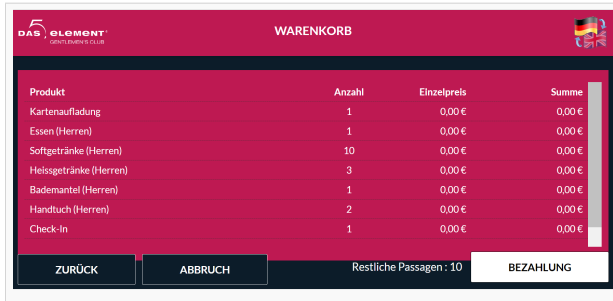 DAS 5. ELEMENT
GENTLEMEN'S CLUB
WARENKORB
Produkt Anzahl Einzelpreis Summe
Kartenaufladung 1 0,00 € 0,00 €
Essen (Herren) 1 0,00 € 0,00 €
Softgetränke (Herren) 10 0,00 € 0,00 €
Heissgetränke (Herren) 3 0,00 € 0,00 €
Bademantel (Herren) 1 0,00 € 0,00 €
Handtuch (Herren) 2 0,00 € 0,00 €
Check-In 1 0,00 € 0,00 €
ZURÜCK ABBRUCH Restliche Passagen : 10 BEZAHLUNG